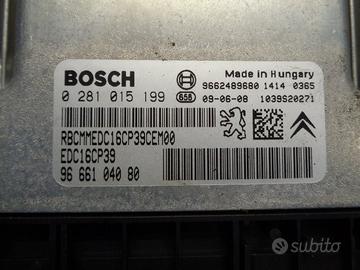 BOSCH
Made in Hungary
9662489680 1414 0365
0 281 015 199
658
09-06-08 1039S20271
RBCMMEDC16CP39CEM00
EDC16CP39
96 661 040 80
subito